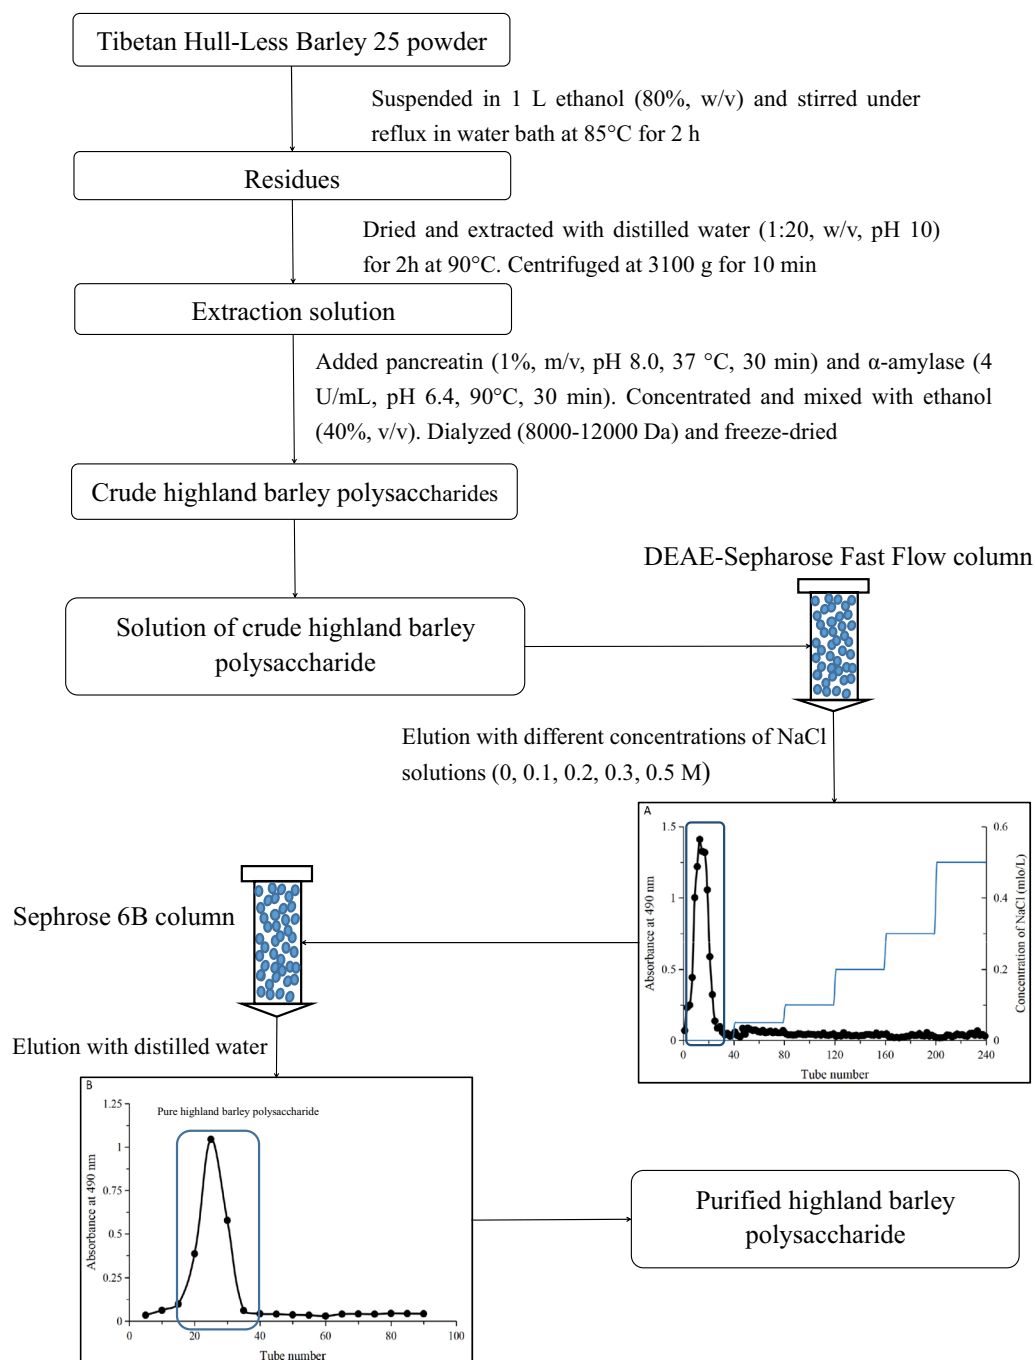 Tibetan Hull-Less Barley 25 powder
Suspended in 1 L ethanol (80%, w/v) and stirred under
reflux in water bath at 85°C for 2 h
Residues
Dried and extracted with distilled water (1:20, w/v, pH 10)
for 2h at 90°C. Centrifuged at 3100 g for 10 min
Extraction solution
Added pancreatin (1%, m/v, pH 8.0, 37 °C, 30 min) and α-amylase (4
U/mL, pH 6.4, 90°C, 30 min). Concentrated and mixed with ethanol
(40%, v/v). Dialyzed (8000-12000 Da) and freeze-dried
Crude highland barley polysaccharides
DEAE-Sepharose Fast Flow column
Solution of crude highland barley
polysaccharide
Elution with different concentrations of NaCl
solutions (0, 0.1, 0.2, 0.3, 0.5 M)
A
1.5
1
0.5
0
Absorbance at 490 nm
0.6
0.4
0.2
0
Concentration of NaCl (mlo/L)
1
40
80
120
160
200
240
Tube number
Sephrose 6B column
Elution with distilled water
B
Pure highland barley polysaccharide
1.25
1
0.75
0.5
0.25
0
Absorbance at 490 nm
0
20
40
60
80
100
Tube number
Purified highland barley
polysaccharide